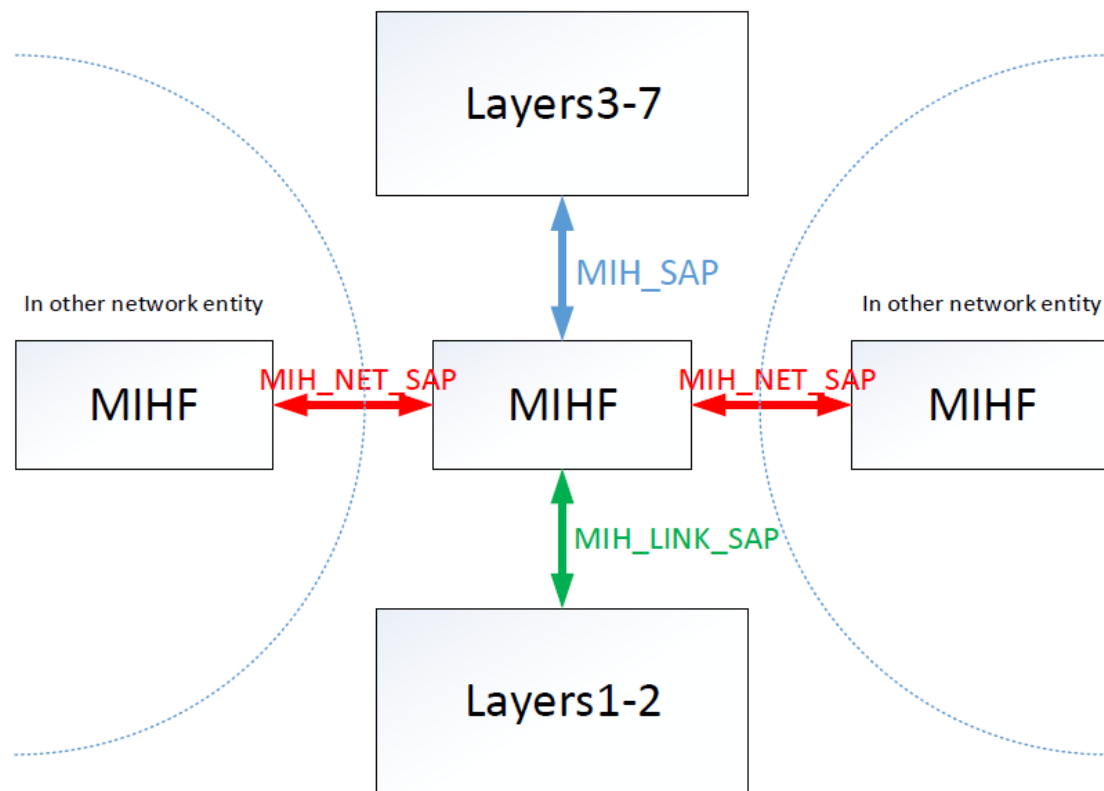 Layers3-7
MIH_SAP
In other network entity
In other network entity
MIHF
MIH_NET_SAP
MIHF
MIH_NET_SAP
MIHF
MIH_LINK_SAP
Layers1-2